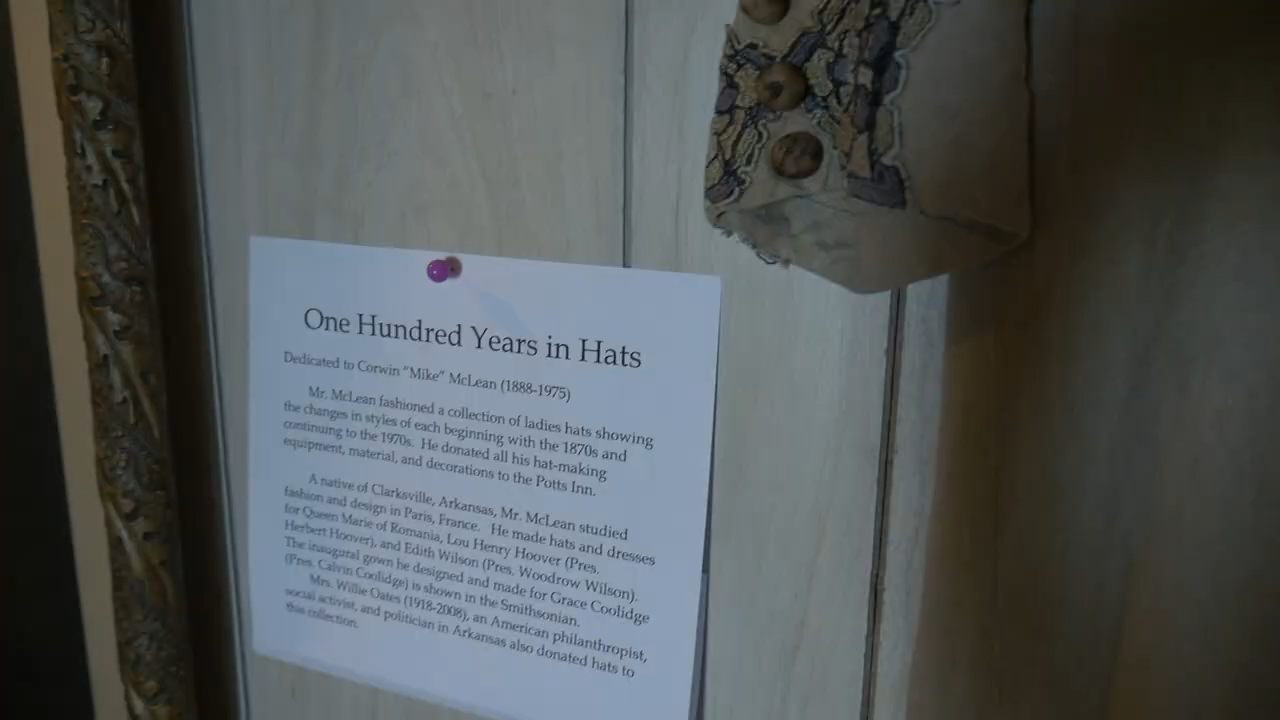 One Hundred Years in Hats
Dedicated to Corwin "Mike" McLean (1888-1975)
Mr. McLean fashioned a collection of ladies hats showing
the changes in styles of each beginning with the 1870s and
continuing to the 1970s. He donated all his hat-making
equipment, material, and decorations to the Potts Inn.
A native of Clarksville, Arkansas, Mr. McLean studied
fashion and design in Paris, France. He made hats and dresses
for Queen Marie of Romania, Lou Henry Hoover (Pres.
Herbert Hoover), and Edith Wilson (Pres. Woodrow Wilson).
The inaugural gown he designed and made for Grace Coolidge
(Pres. Calvin Coolidge) is shown in the Smithsonian.
Mrs. Willie Oates (1918-2008), an American philanthropist,
social activist, and politician in Arkansas also donated hats to
this collection.